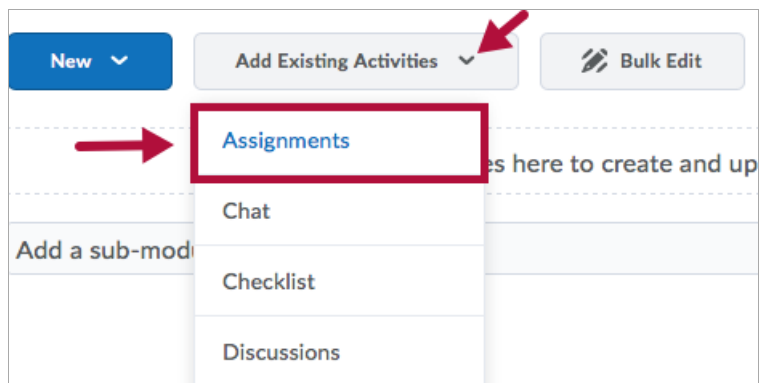 New Add Existing Activities Bulk Edit
Assignments
es here to create and up
Chat
Add a sub-modu
Checklist
Discussions